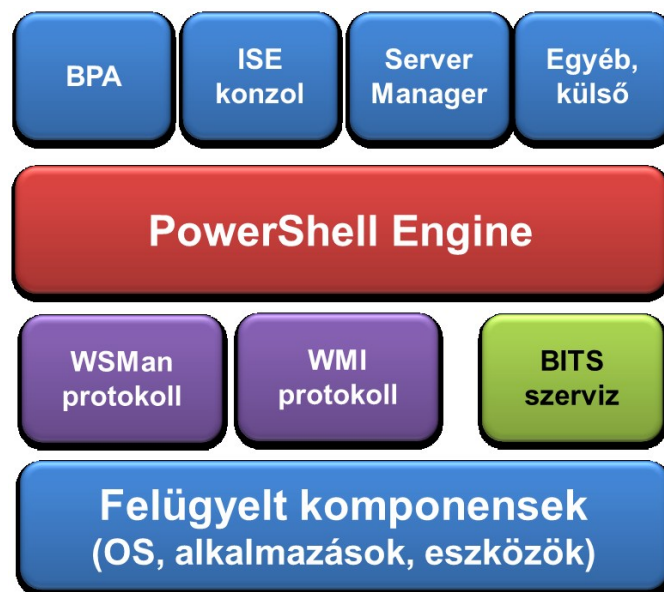 BPA
ISE
konzol
Server
Manager
Egyéb,
külső
PowerShell Engine
WSMan
protokoll
WMI
protokoll
BITS
szerviz
Felügyelt komponensek
(OS, alkalmazások, eszközök)